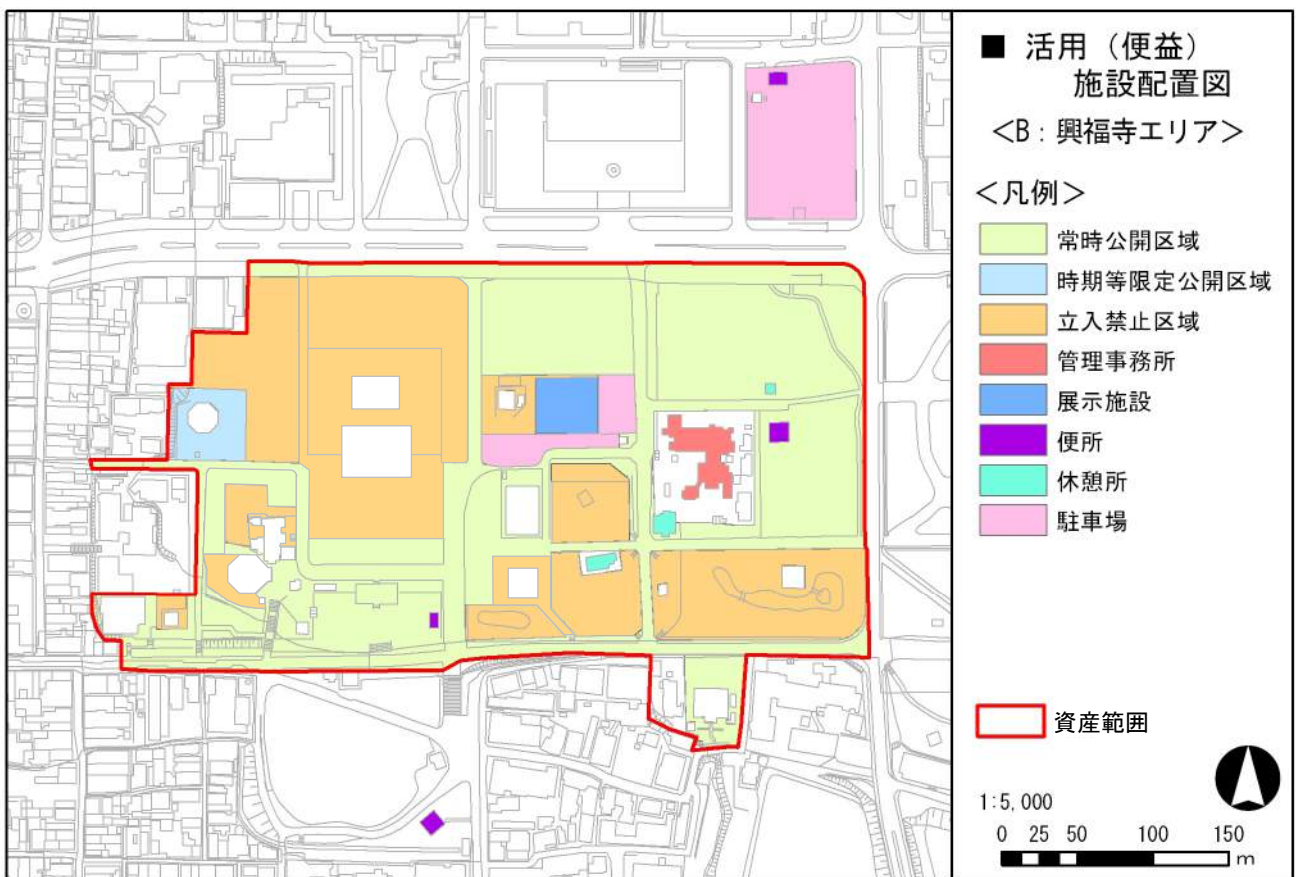 ■ 活用（便益）
施設配置図
＜B：興福寺エリア＞
＜凡例＞
常時公開区域
時期等限定公開区域
立入禁止区域
管理事務所
展示施設
便所
休憩所
駐車場
資産範囲
1:5,000
0 25 50 100 150
m